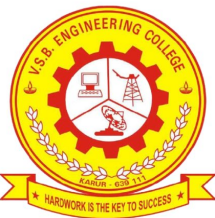 V.S.B. ENGINEERING COLLEGE
KARUR - 639 111
★ HARDWORK IS THE KEY TO SUCCESS ★